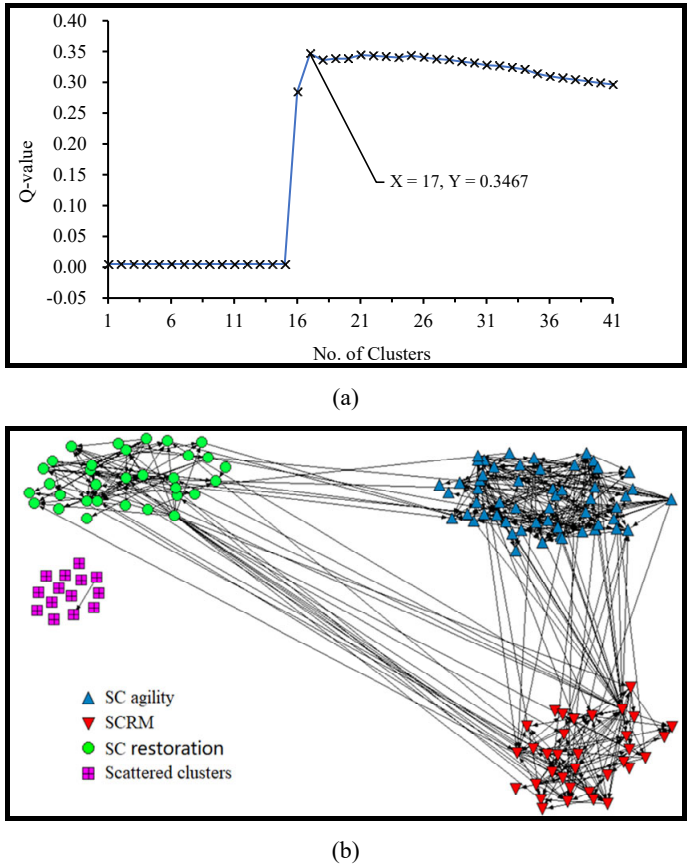 0.40
0.35
0.30
0.25
0.20
0.15
0.10
0.05
0.00
-0.05
Q-value
X = 17, Y = 0.3467
1 6 11 16 21 26 31 36 41
No. of Clusters
(a)
SC agility
SCRM
SC restoration
Scattered clusters
(b)